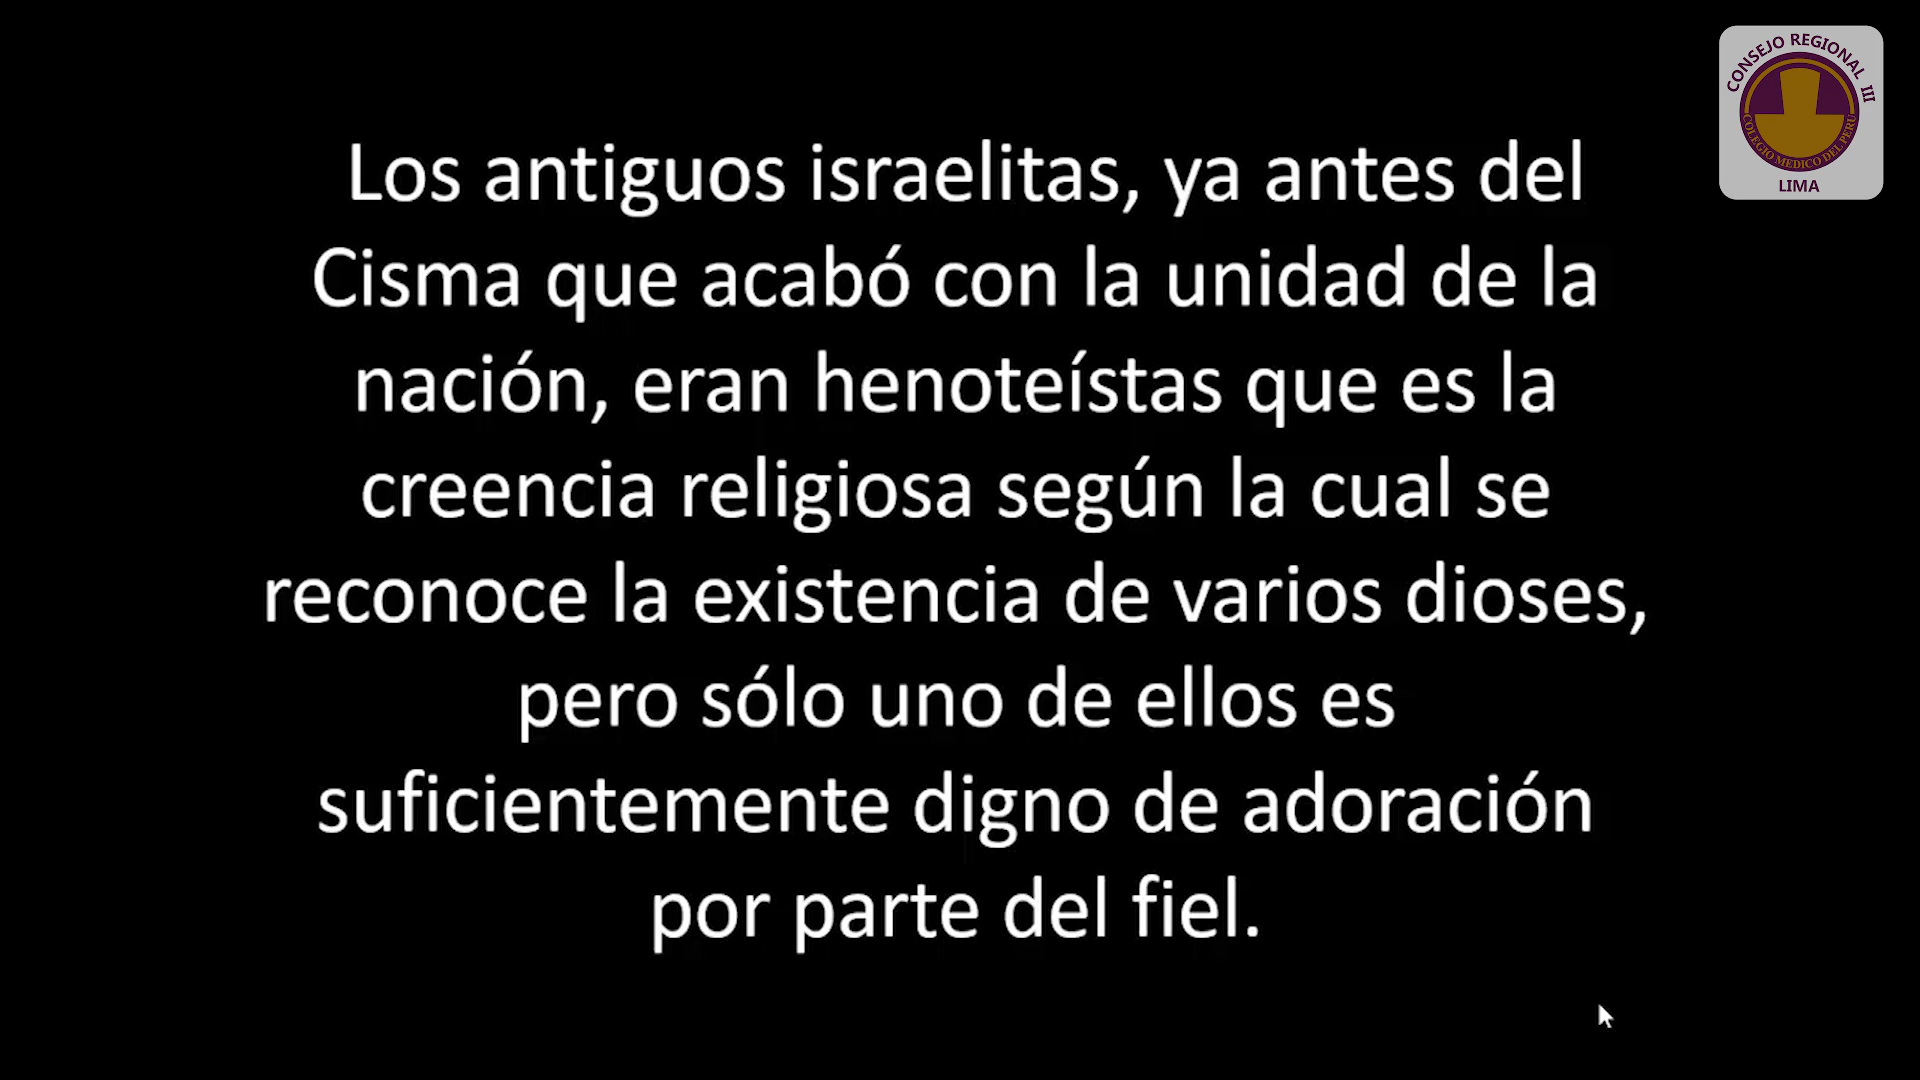 Los antiguos israelitas, ya antes del
Cisma que acabó con la unidad de la
nación, eran henoteístas que es la
creencia religiosa según la cual se
reconoce la existencia de varios dioses,
pero sólo uno de ellos es
suficientemente digno de adoración
por parte del fiel.
CONSEJO REGIONAL III
COLEGIO MEDICO DEL PERU
LIMA